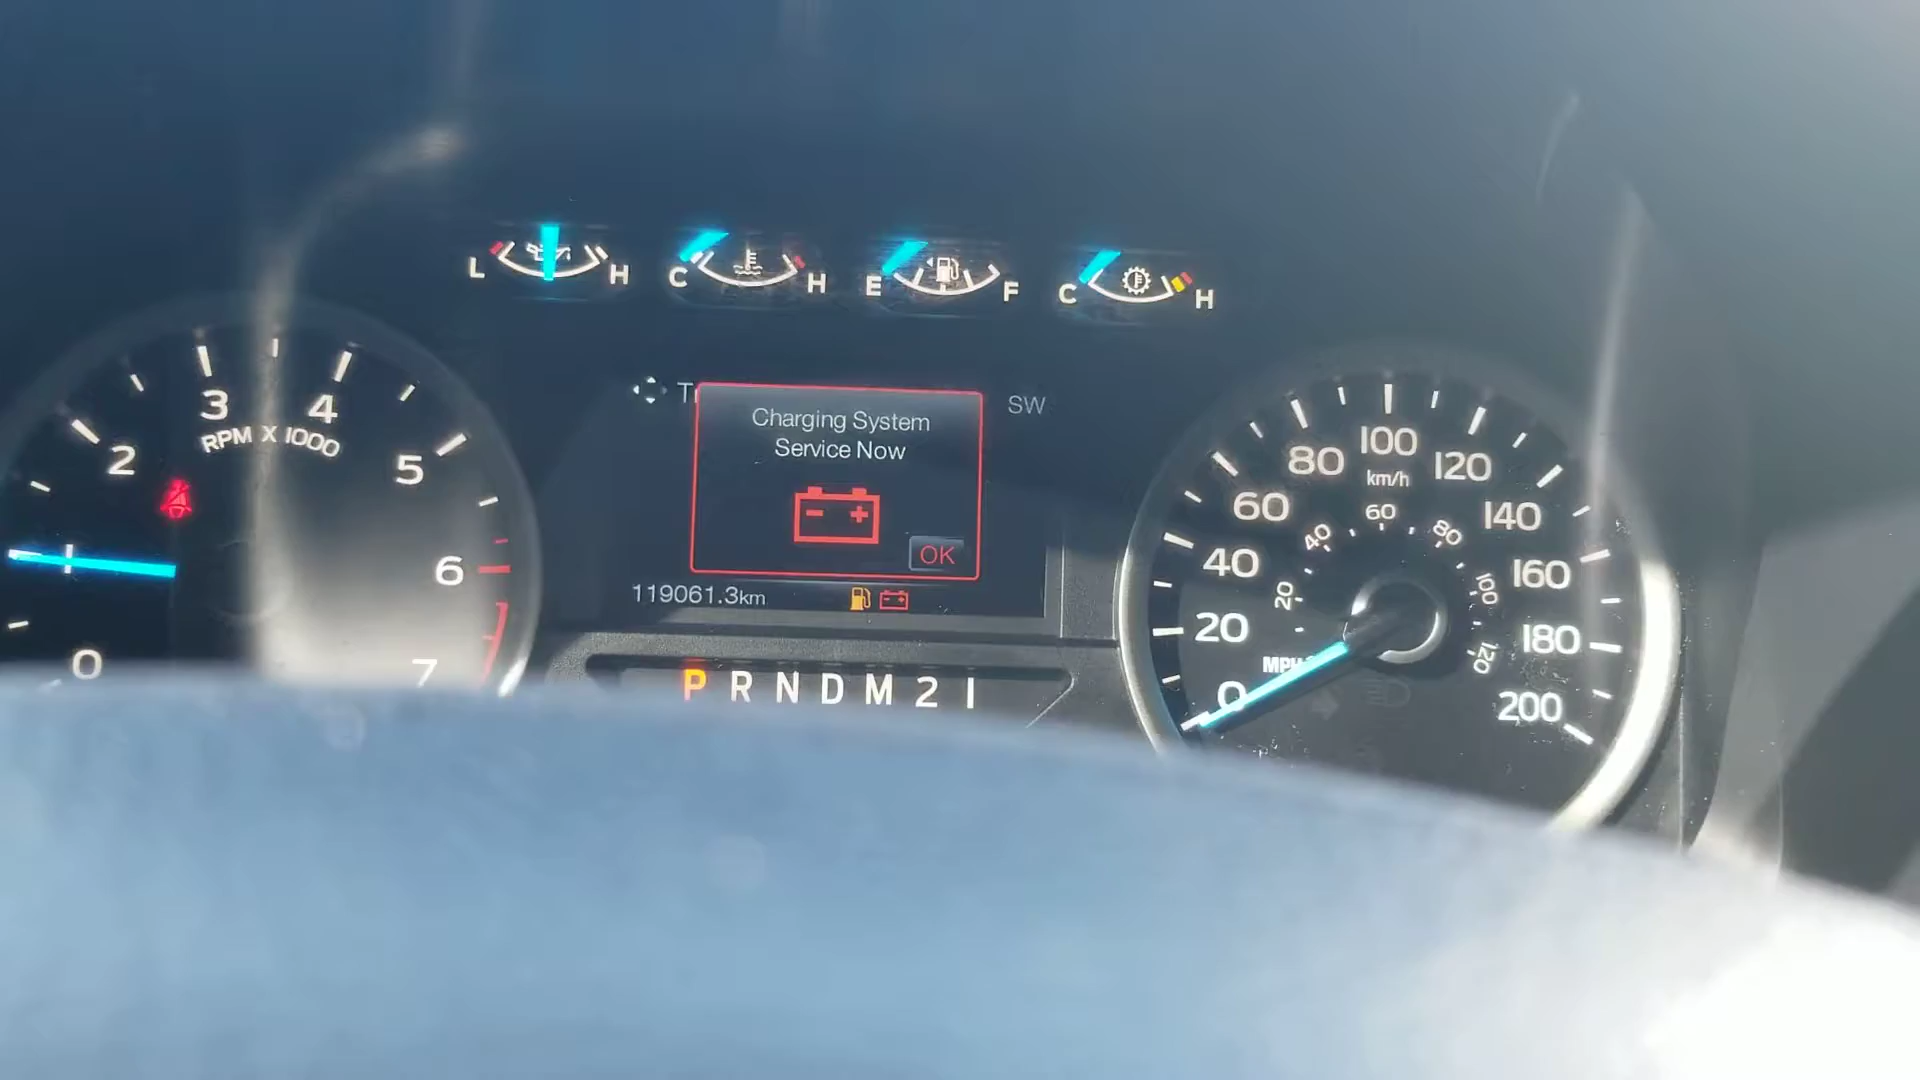 L H
C H
E F
C H
SW
Charging System
Service Now
- +
OK
119061.3km
P R N D M 2 1
0
2
3
4
5
6
7
RPM X 1000
0
20
40
60
80
100
120
140
160
180
200
km/h
MPH
20
40
60
80
100
120